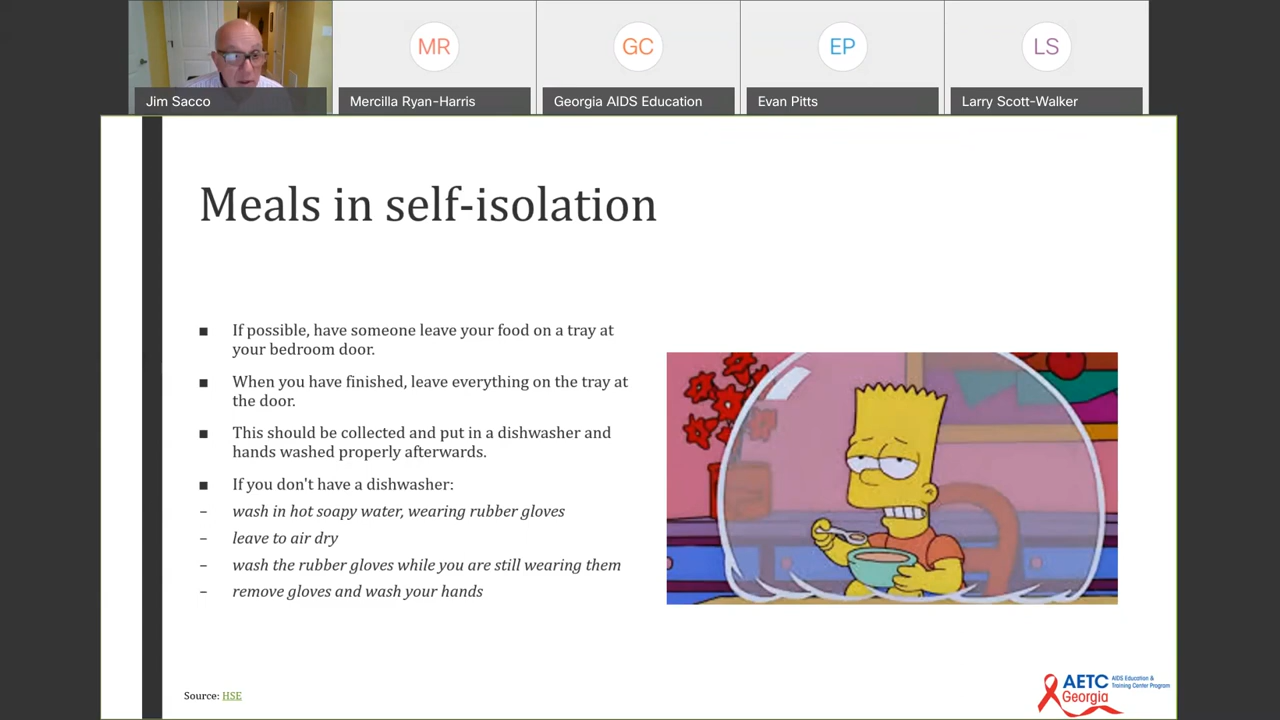 MR
GC
EP
LS
Jim Sacco
Mercilla Ryan-Harris
Georgia AIDS Education
Evan Pitts
Larry Scott-Walker
Meals in self-isolation
■ If possible, have someone leave your food on a tray at
your bedroom door.
■ When you have finished, leave everything on the tray at
the door.
■ This should be collected and put in a dishwasher and
hands washed properly afterwards.
■ If you don't have a dishwasher:
– wash in hot soapy water, wearing rubber gloves
– leave to air dry
– wash the rubber gloves while you are still wearing them
– remove gloves and wash your hands
Source: HSE
AETC AIDS Education &
Training Center Program
Georgia